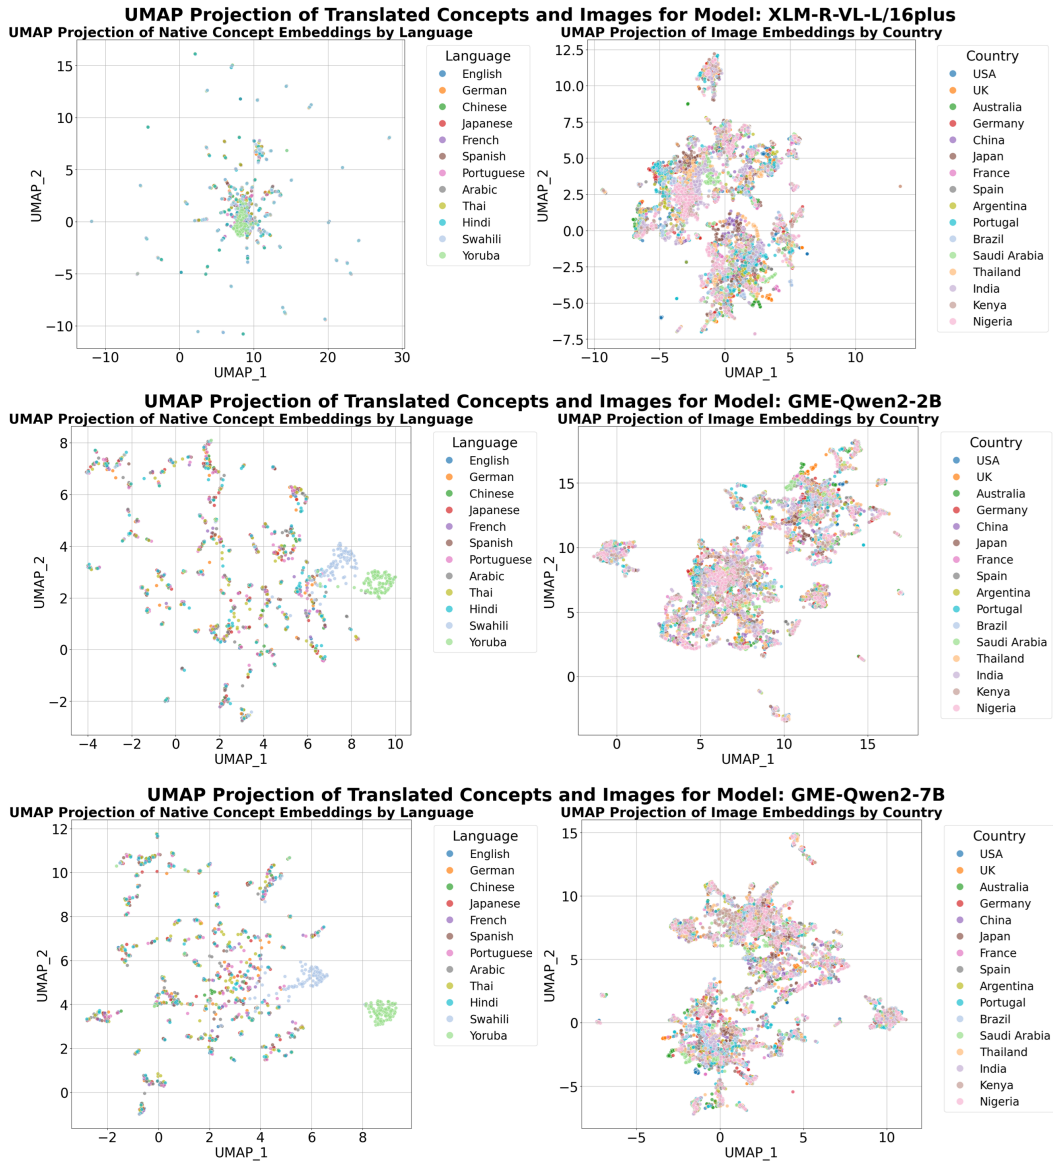 UMAP Projection of Translated Concepts and Images for Model: XLM-R-VL-L/16plus
UMAP Projection of Native Concept Embeddings by Language
UMAP_2
15
10
5
0
−5
−10
−10
0
10
20
30
UMAP_1
Language
English
German
Chinese
Japanese
French
Spanish
Portuguese
Arabic
Thai
Hindi
Swahili
Yoruba
UMAP Projection of Image Embeddings by Country
UMAP_2
12.5
10.0
7.5
5.0
2.5
0.0
−2.5
−5.0
−7.5
−10
−5
0
5
10
UMAP_1
Country
USA
UK
Australia
Germany
China
Japan
France
Spain
Argentina
Portugal
Brazil
Saudi Arabia
Thailand
India
Kenya
Nigeria
UMAP Projection of Translated Concepts and Images for Model: GME-Qwen2-2B
UMAP Projection of Native Concept Embeddings by Language
UMAP_2
8
6
4
2
0
−2
−4
−2
0
2
4
6
8
10
UMAP_1
Language
English
German
Chinese
Japanese
French
Spanish
Portuguese
Arabic
Thai
Hindi
Swahili
Yoruba
UMAP Projection of Image Embeddings by Country
UMAP_2
15
10
5
0
0
5
10
15
UMAP_1
Country
USA
UK
Australia
Germany
China
Japan
France
Spain
Argentina
Portugal
Brazil
Saudi Arabia
Thailand
India
Kenya
Nigeria
UMAP Projection of Translated Concepts and Images for Model: GME-Qwen2-7B
UMAP Projection of Native Concept Embeddings by Language
UMAP_2
12
10
8
6
4
2
0
−2
0
2
4
6
8
UMAP_1
Language
English
German
Chinese
Japanese
French
Spanish
Portuguese
Arabic
Thai
Hindi
Swahili
Yoruba
UMAP Projection of Image Embeddings by Country
UMAP_2
15
10
5
0
−5
−5
0
5
10
UMAP_1
Country
USA
UK
Australia
Germany
China
Japan
France
Spain
Argentina
Portugal
Brazil
Saudi Arabia
Thailand
India
Kenya
Nigeria